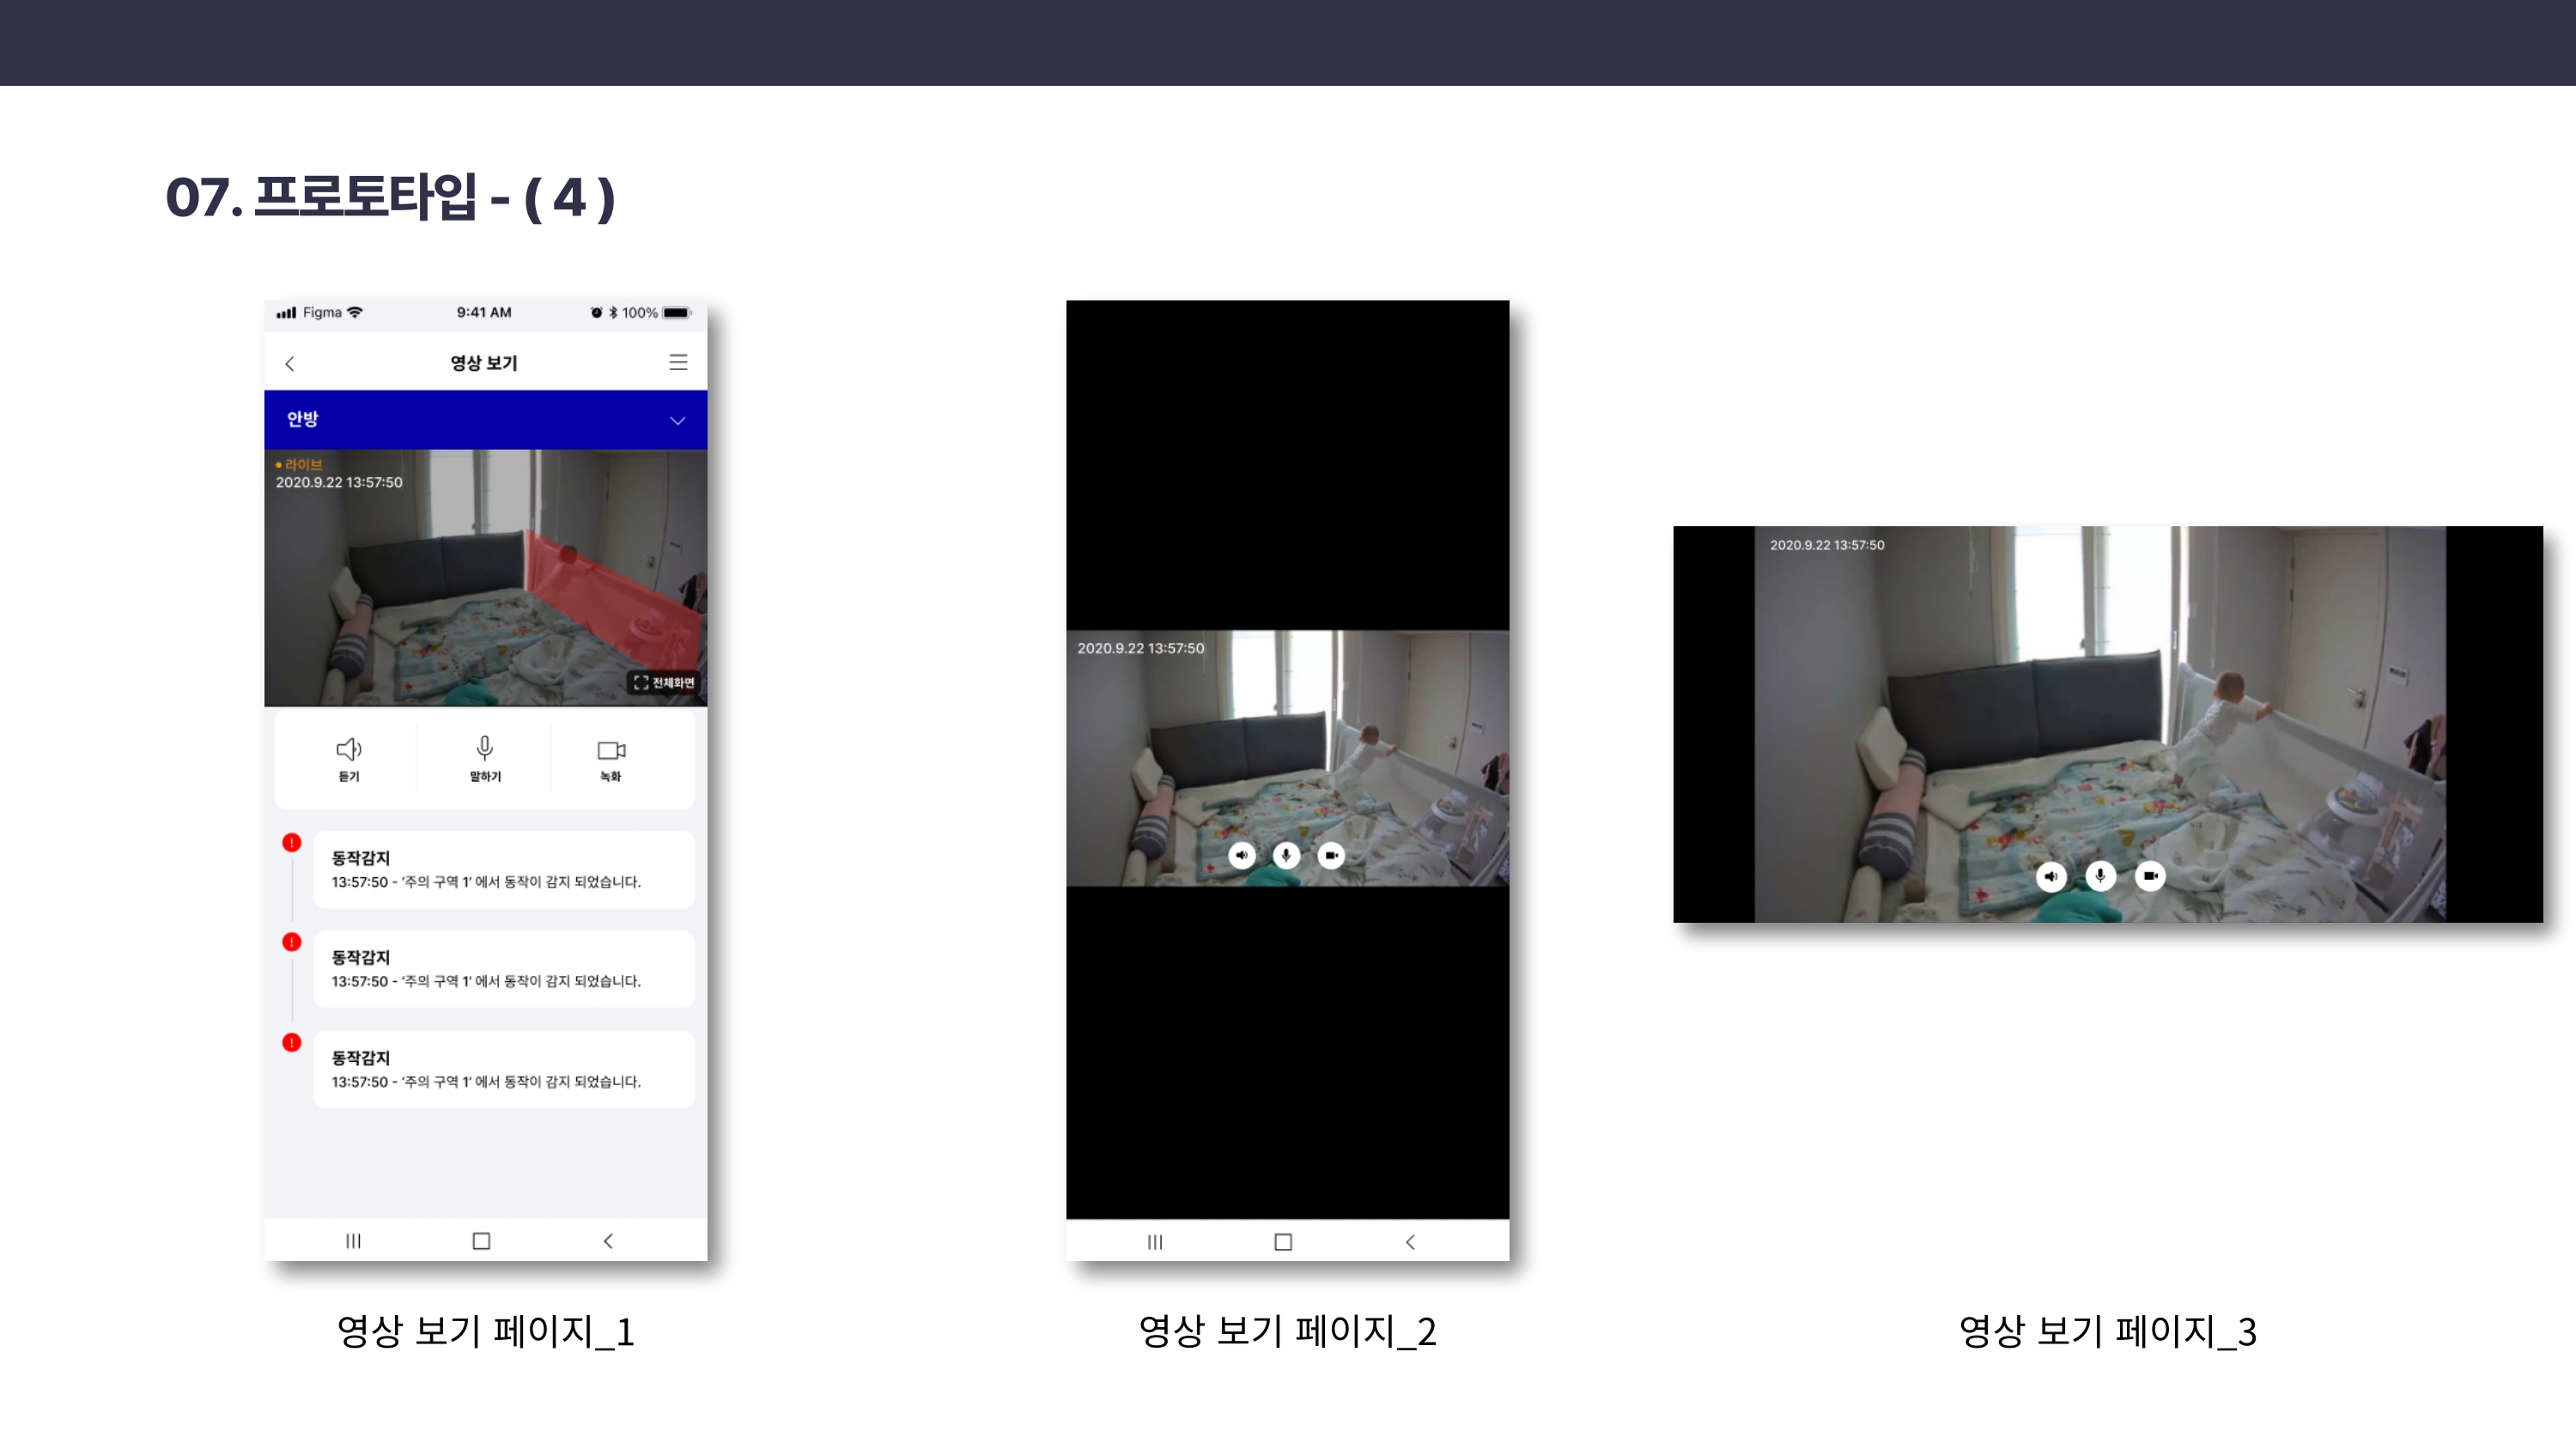 07. 프로토타입 - ( 4 )
Figma 9:41 AM 100%
영상 보기
안방
라이브
2020.9.22 13:57:50
전체화면
듣기 말하기 녹화
동작감지
13:57:50 - ‘주의 구역 1’ 에서 동작이 감지 되었습니다.
동작감지
13:57:50 - ‘주의 구역 1’ 에서 동작이 감지 되었습니다.
동작감지
13:57:50 - ‘주의 구역 1’ 에서 동작이 감지 되었습니다.
영상 보기 페이지_1
2020.9.22 13:57:50
영상 보기 페이지_2
2020.9.22 13:57:50
영상 보기 페이지_3